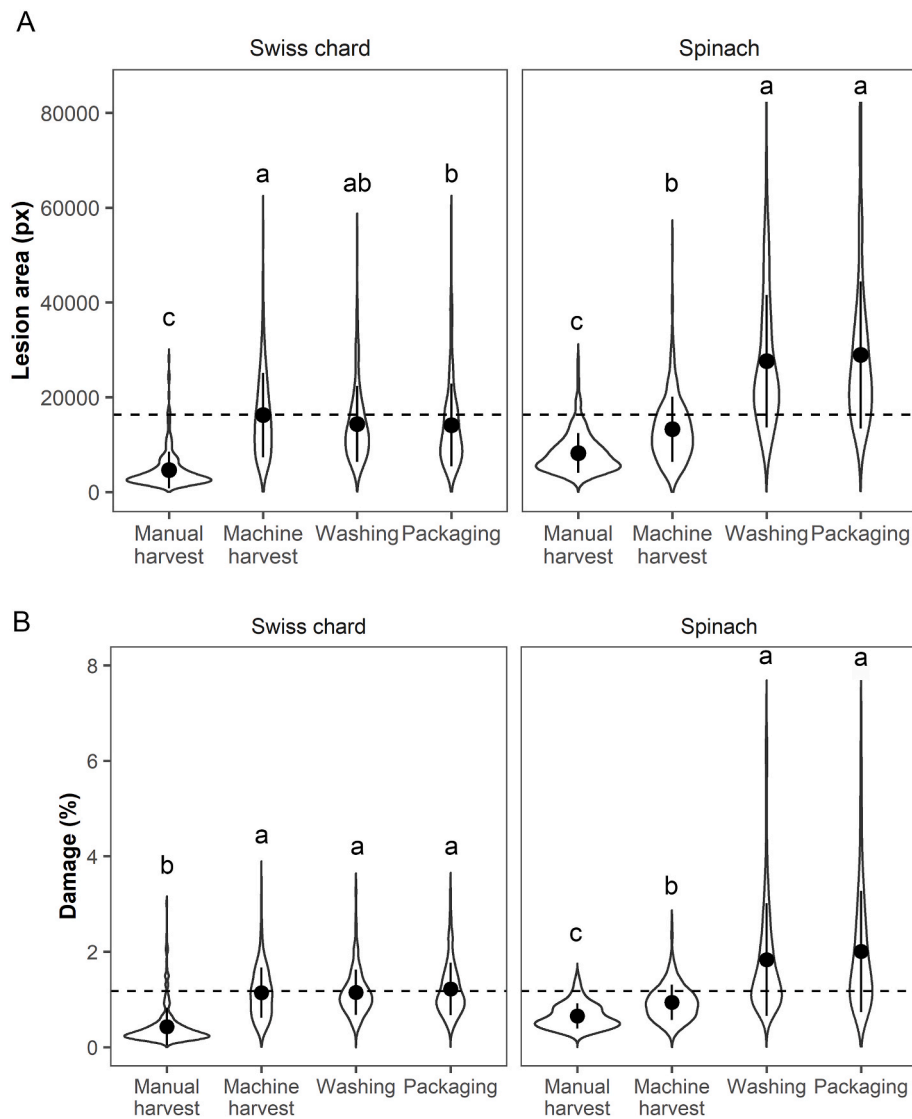 A
Swiss chard
Spinach
Lesion area (px)
80000
60000
40000
20000
0
c
a
ab
b
c
b
a
a
Manual harvest
Machine harvest
Washing
Packaging
Manual harvest
Machine harvest
Washing
Packaging
B
Swiss chard
Spinach
Damage (%)
8
6
4
2
0
b
a
a
a
c
b
a
a
Manual harvest
Machine harvest
Washing
Packaging
Manual harvest
Machine harvest
Washing
Packaging